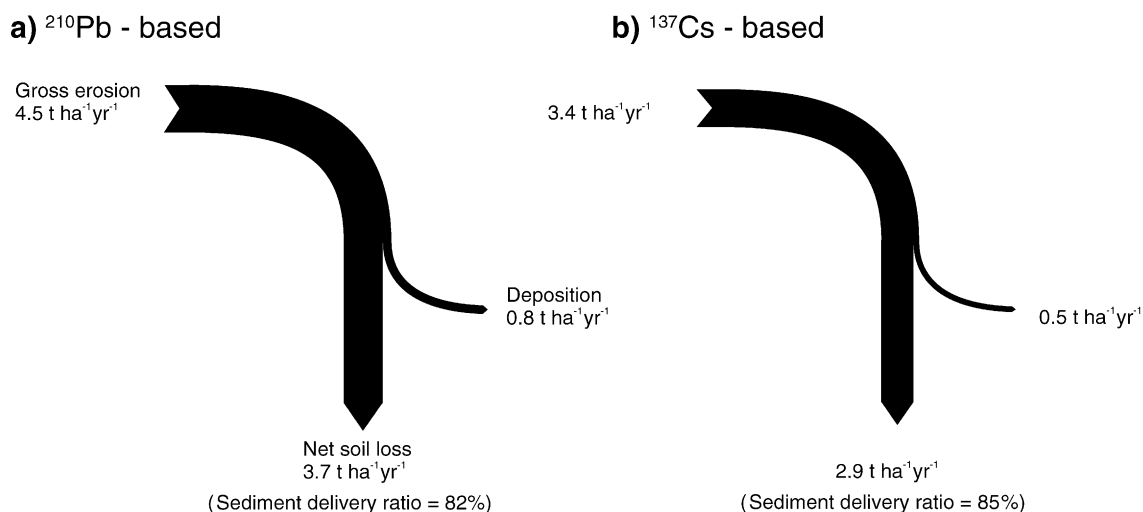 a) ²¹⁰Pb - based
Gross erosion
4.5 t ha⁻¹yr⁻¹
Deposition
0.8 t ha⁻¹yr⁻¹
Net soil loss
3.7 t ha⁻¹yr⁻¹
(Sediment delivery ratio = 82%)
b) ¹³⁷Cs - based
3.4 t ha⁻¹yr⁻¹
0.5 t ha⁻¹yr⁻¹
2.9 t ha⁻¹yr⁻¹
(Sediment delivery ratio = 85%)